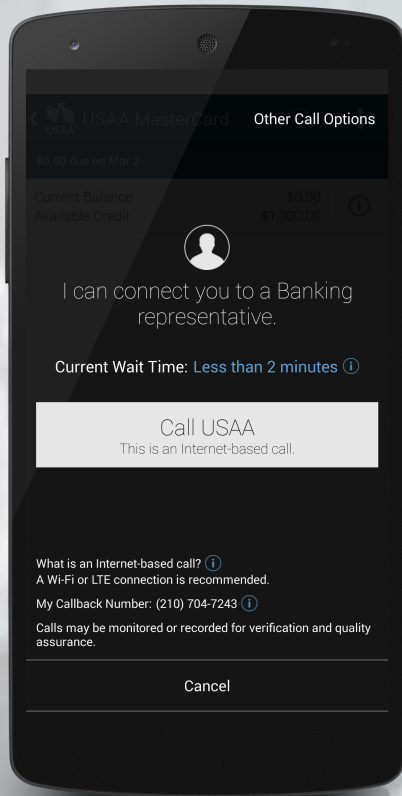 USAA MasterCard
Other Call Options
USAA
$0.00 due on Mar 2
Current Balance $0.00
Available Credit $1,000.00
I can connect you to a Banking
representative.
Current Wait Time: Less than 2 minutes
Call USAA
This is an Internet-based call.
What is an Internet-based call?
A Wi-Fi or LTE connection is recommended.
My Callback Number: (210) 704-7243
Calls may be monitored or recorded for verification and quality
assurance.
Cancel